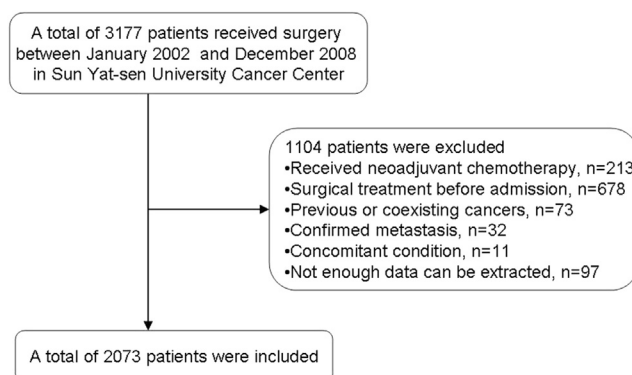 A total of 3177 patients received surgery
between January 2002 and December 2008
in Sun Yat-sen University Cancer Center
1104 patients were excluded
•Received neoadjuvant chemotherapy, n=213
•Surgical treatment before admission, n=678
•Previous or coexisting cancers, n=73
•Confirmed metastasis, n=32
•Concomitant condition, n=11
•Not enough data can be extracted, n=97
A total of 2073 patients were included